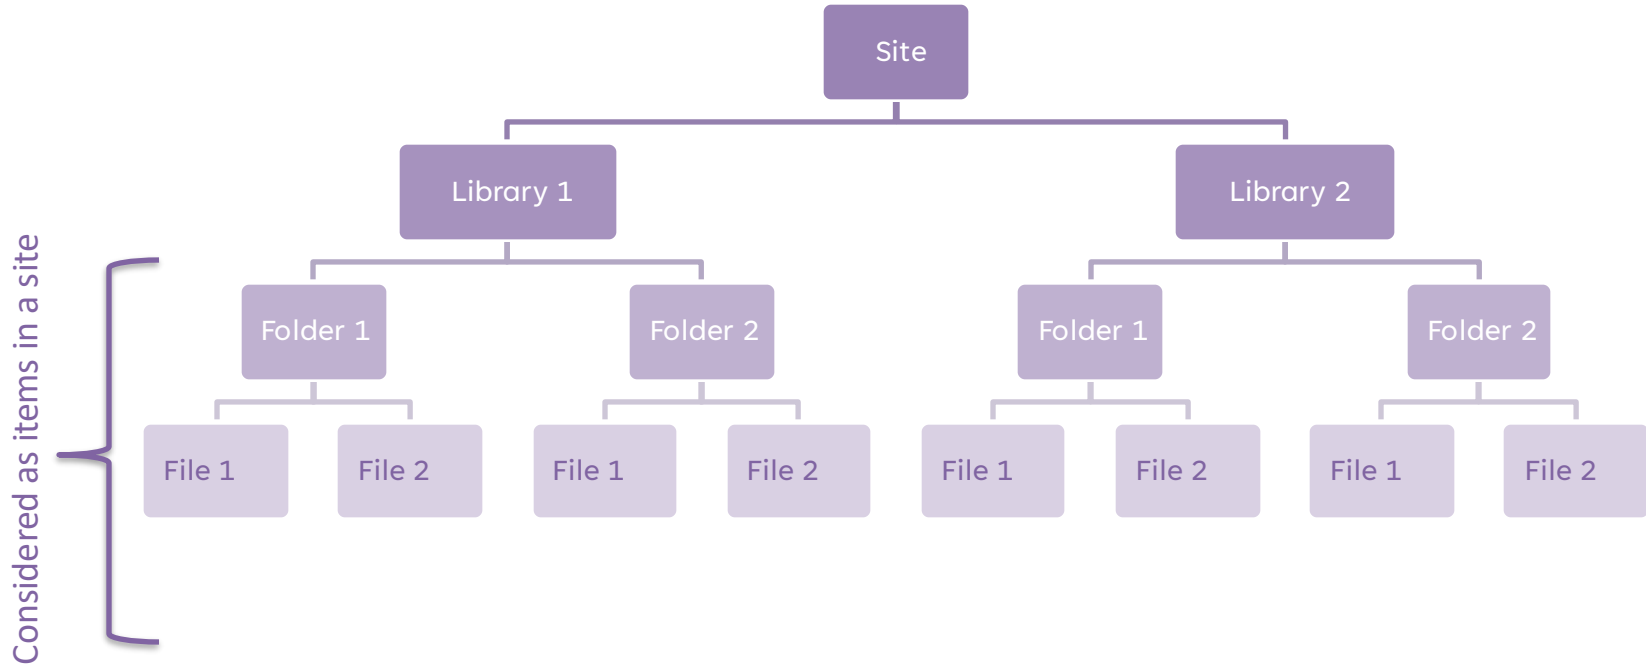 Site
Library 1
Library 2
Considered as items in a site
Folder 1
Folder 2
Folder 1
Folder 2
File 1
File 2
File 1
File 2
File 1
File 2
File 1
File 2